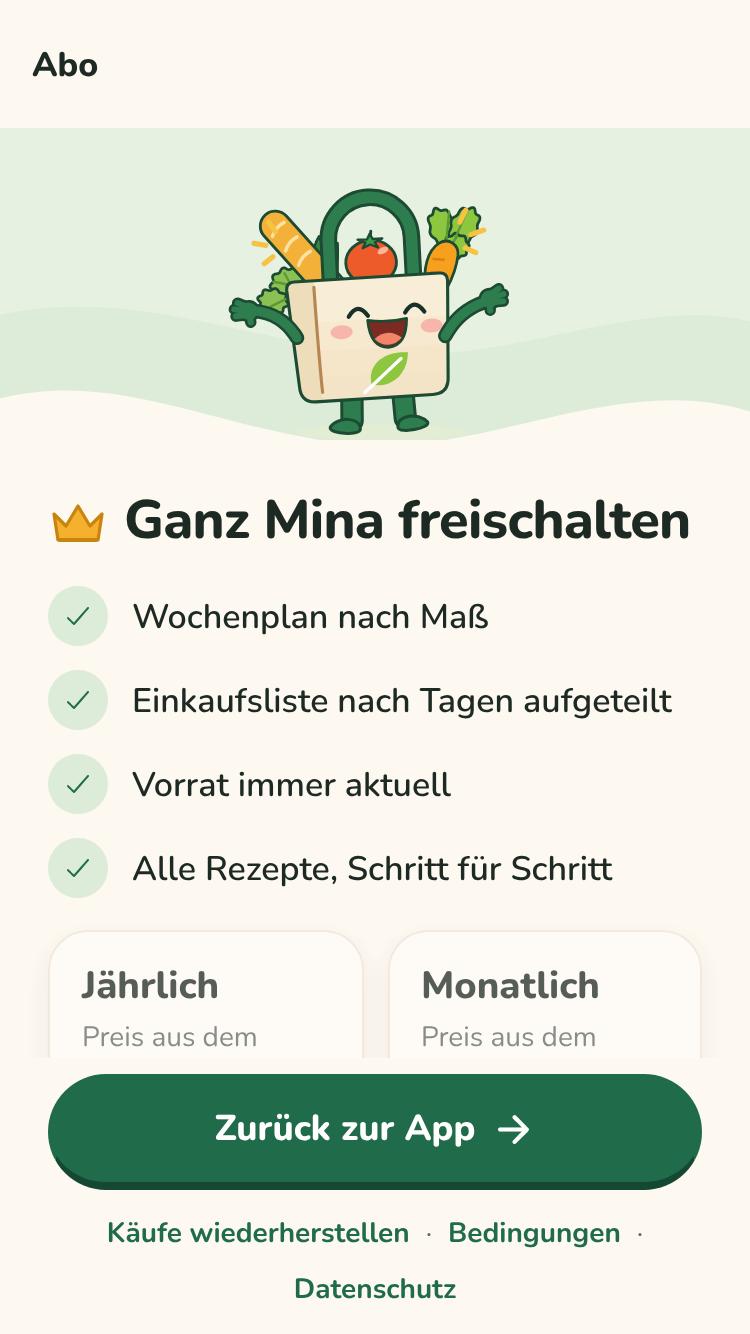 Abo
Ganz Mina freischalten
Wochenplan nach Maß
Einkaufsliste nach Tagen aufgeteilt
Vorrat immer aktuell
Alle Rezepte, Schritt für Schritt
Jährlich
Preis aus dem
Monatlich
Preis aus dem
Zurück zur App →
Käufe wiederherstellen · Bedingungen ·
Datenschutz